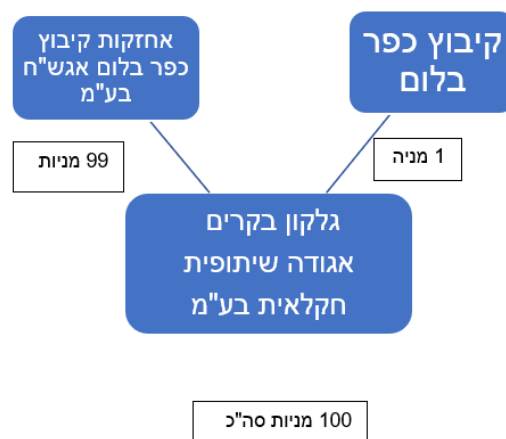 קיבוץ כפר
בלום
אחזקות קיבוץ
כפר בלום אגש"ח
בע"מ
1 מניה
99 מניות
גלקון בקרים
אגודה שיתופית
חקלאית בע"מ
100 מניות סה"כ